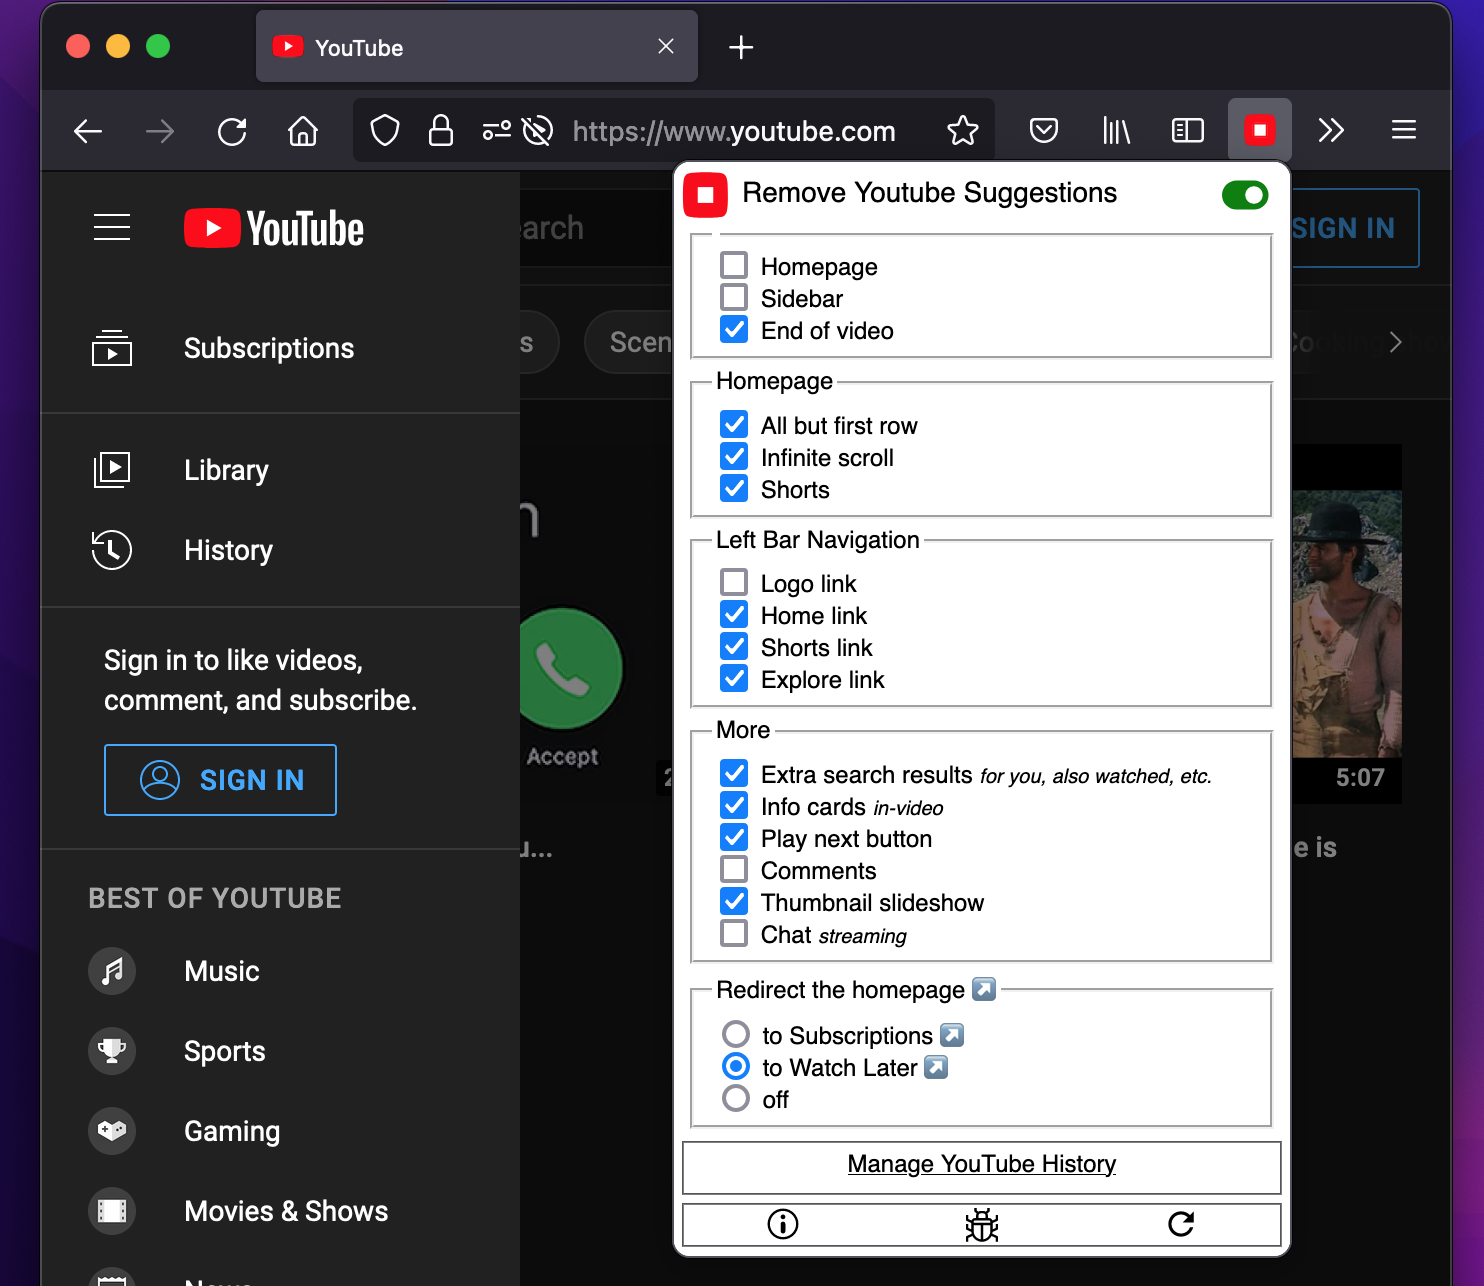 YouTube
https://www.youtube.com
Remove Youtube Suggestions
YouTube
arch
SIGN IN
Homepage
Sidebar
End of video
Subscriptions
s
Scen
Homepage
All but first row
Infinite scroll
Shorts
Library
History
Left Bar Navigation
Logo link
Home link
Shorts link
Explore link
Sign in to like videos,
comment, and subscribe.
SIGN IN
Accept
5:07
More
Extra search results for you, also watched, etc.
Info cards in-video
Play next button
Comments
Thumbnail slideshow
Chat streaming
u...
e is
BEST OF YOUTUBE
Music
Sports
Gaming
Movies & Shows
News
Redirect the homepage
to Subscriptions
to Watch Later
off
Manage YouTube History